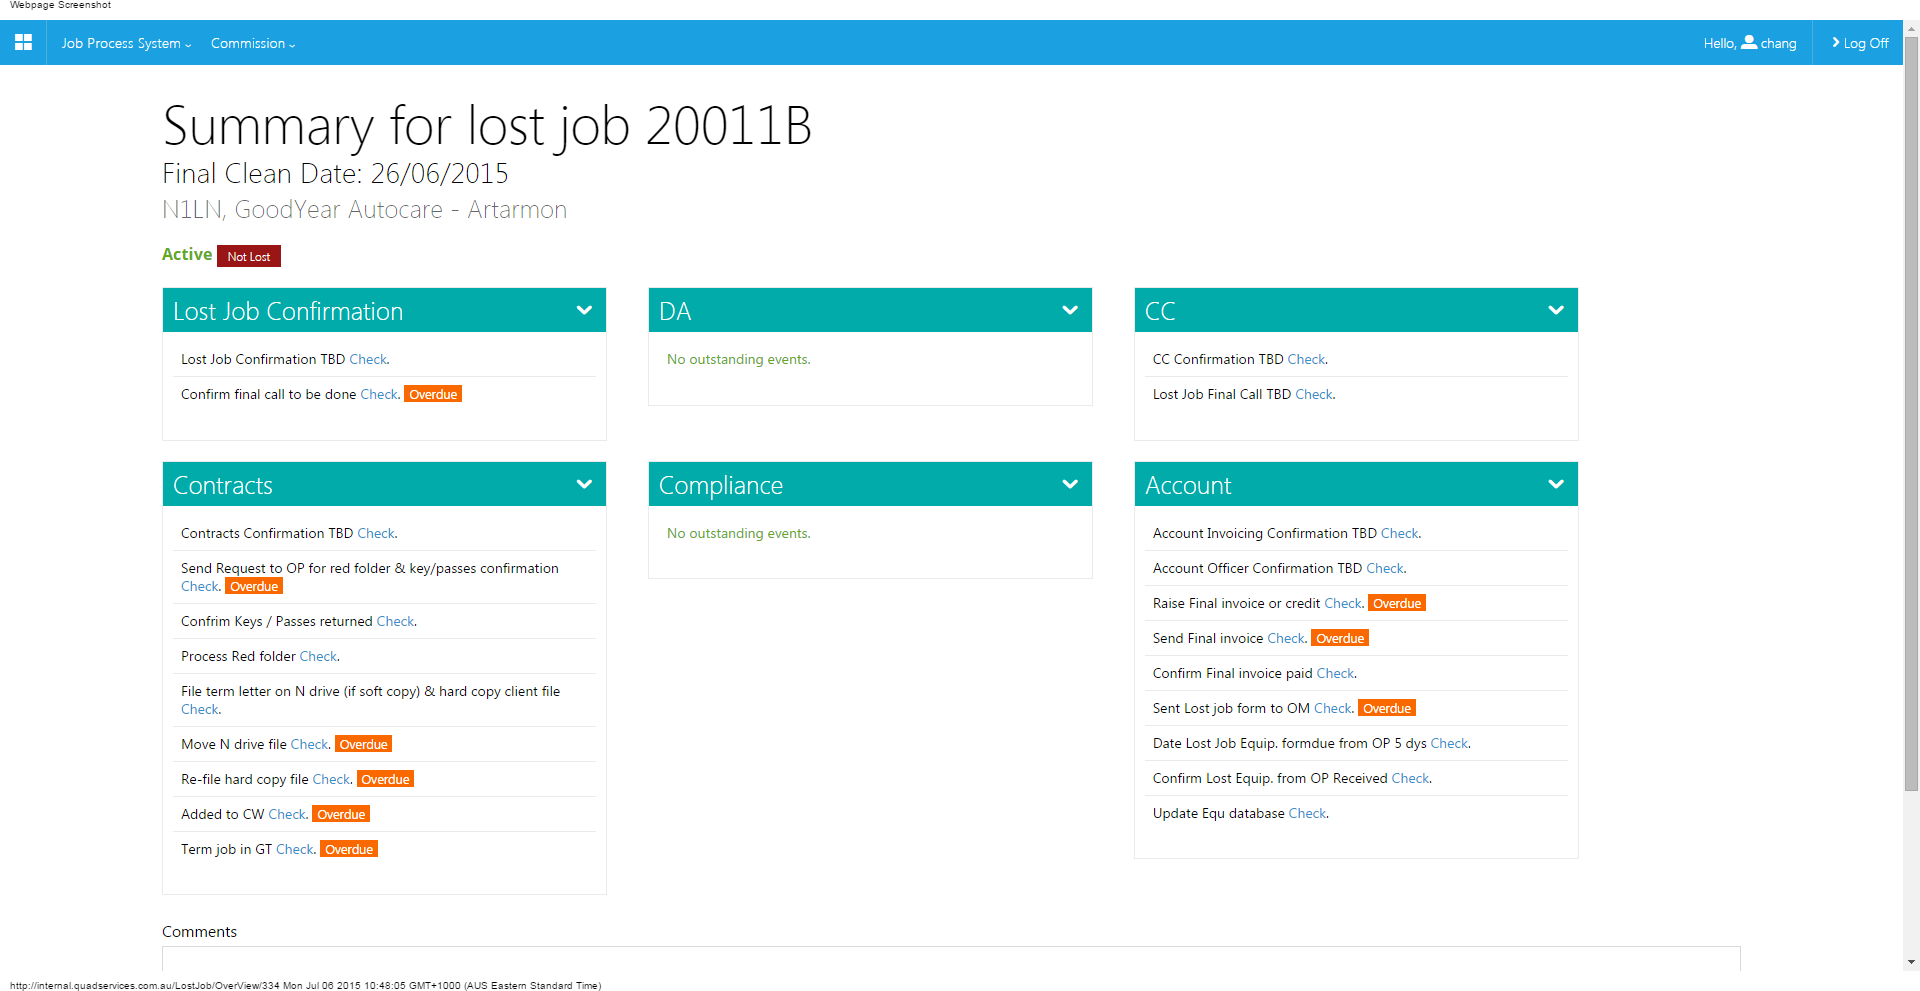 Webpage Screenshot
Job Process System Commission Hello, chang Log Off
Summary for lost job 20011B
Final Clean Date: 26/06/2015
N1LN, GoodYear Autocare - Artarmon
Active Not Lost
Lost Job Confirmation
Lost Job Confirmation TBD Check.
Confirm final call to be done Check. Overdue
DA
No outstanding events.
CC
CC Confirmation TBD Check.
Lost Job Final Call TBD Check.
Contracts
Contracts Confirmation TBD Check.
Send Request to OP for red folder & key/passes confirmation
Check. Overdue
Confrim Keys / Passes returned Check.
Process Red folder Check.
File term letter on N drive (if soft copy) & hard copy client file
Check.
Move N drive file Check. Overdue
Re-file hard copy file Check. Overdue
Added to CW Check. Overdue
Term job in GT Check. Overdue
Compliance
No outstanding events.
Account
Account Invoicing Confirmation TBD Check.
Account Officer Confirmation TBD Check.
Raise Final invoice or credit Check. Overdue
Send Final invoice Check. Overdue
Confirm Final invoice paid Check.
Sent Lost job form to OM Check. Overdue
Date Lost Job Equip. formdue from OP 5 dys Check.
Confirm Lost Equip. from OP Received Check.
Update Equ database Check.
Comments
http://internal.quadservices.com.au/LostJob/OverView/334 Mon Jul 06 2015 10:48:05 GMT+1000 (AUS Eastern Standard Time)